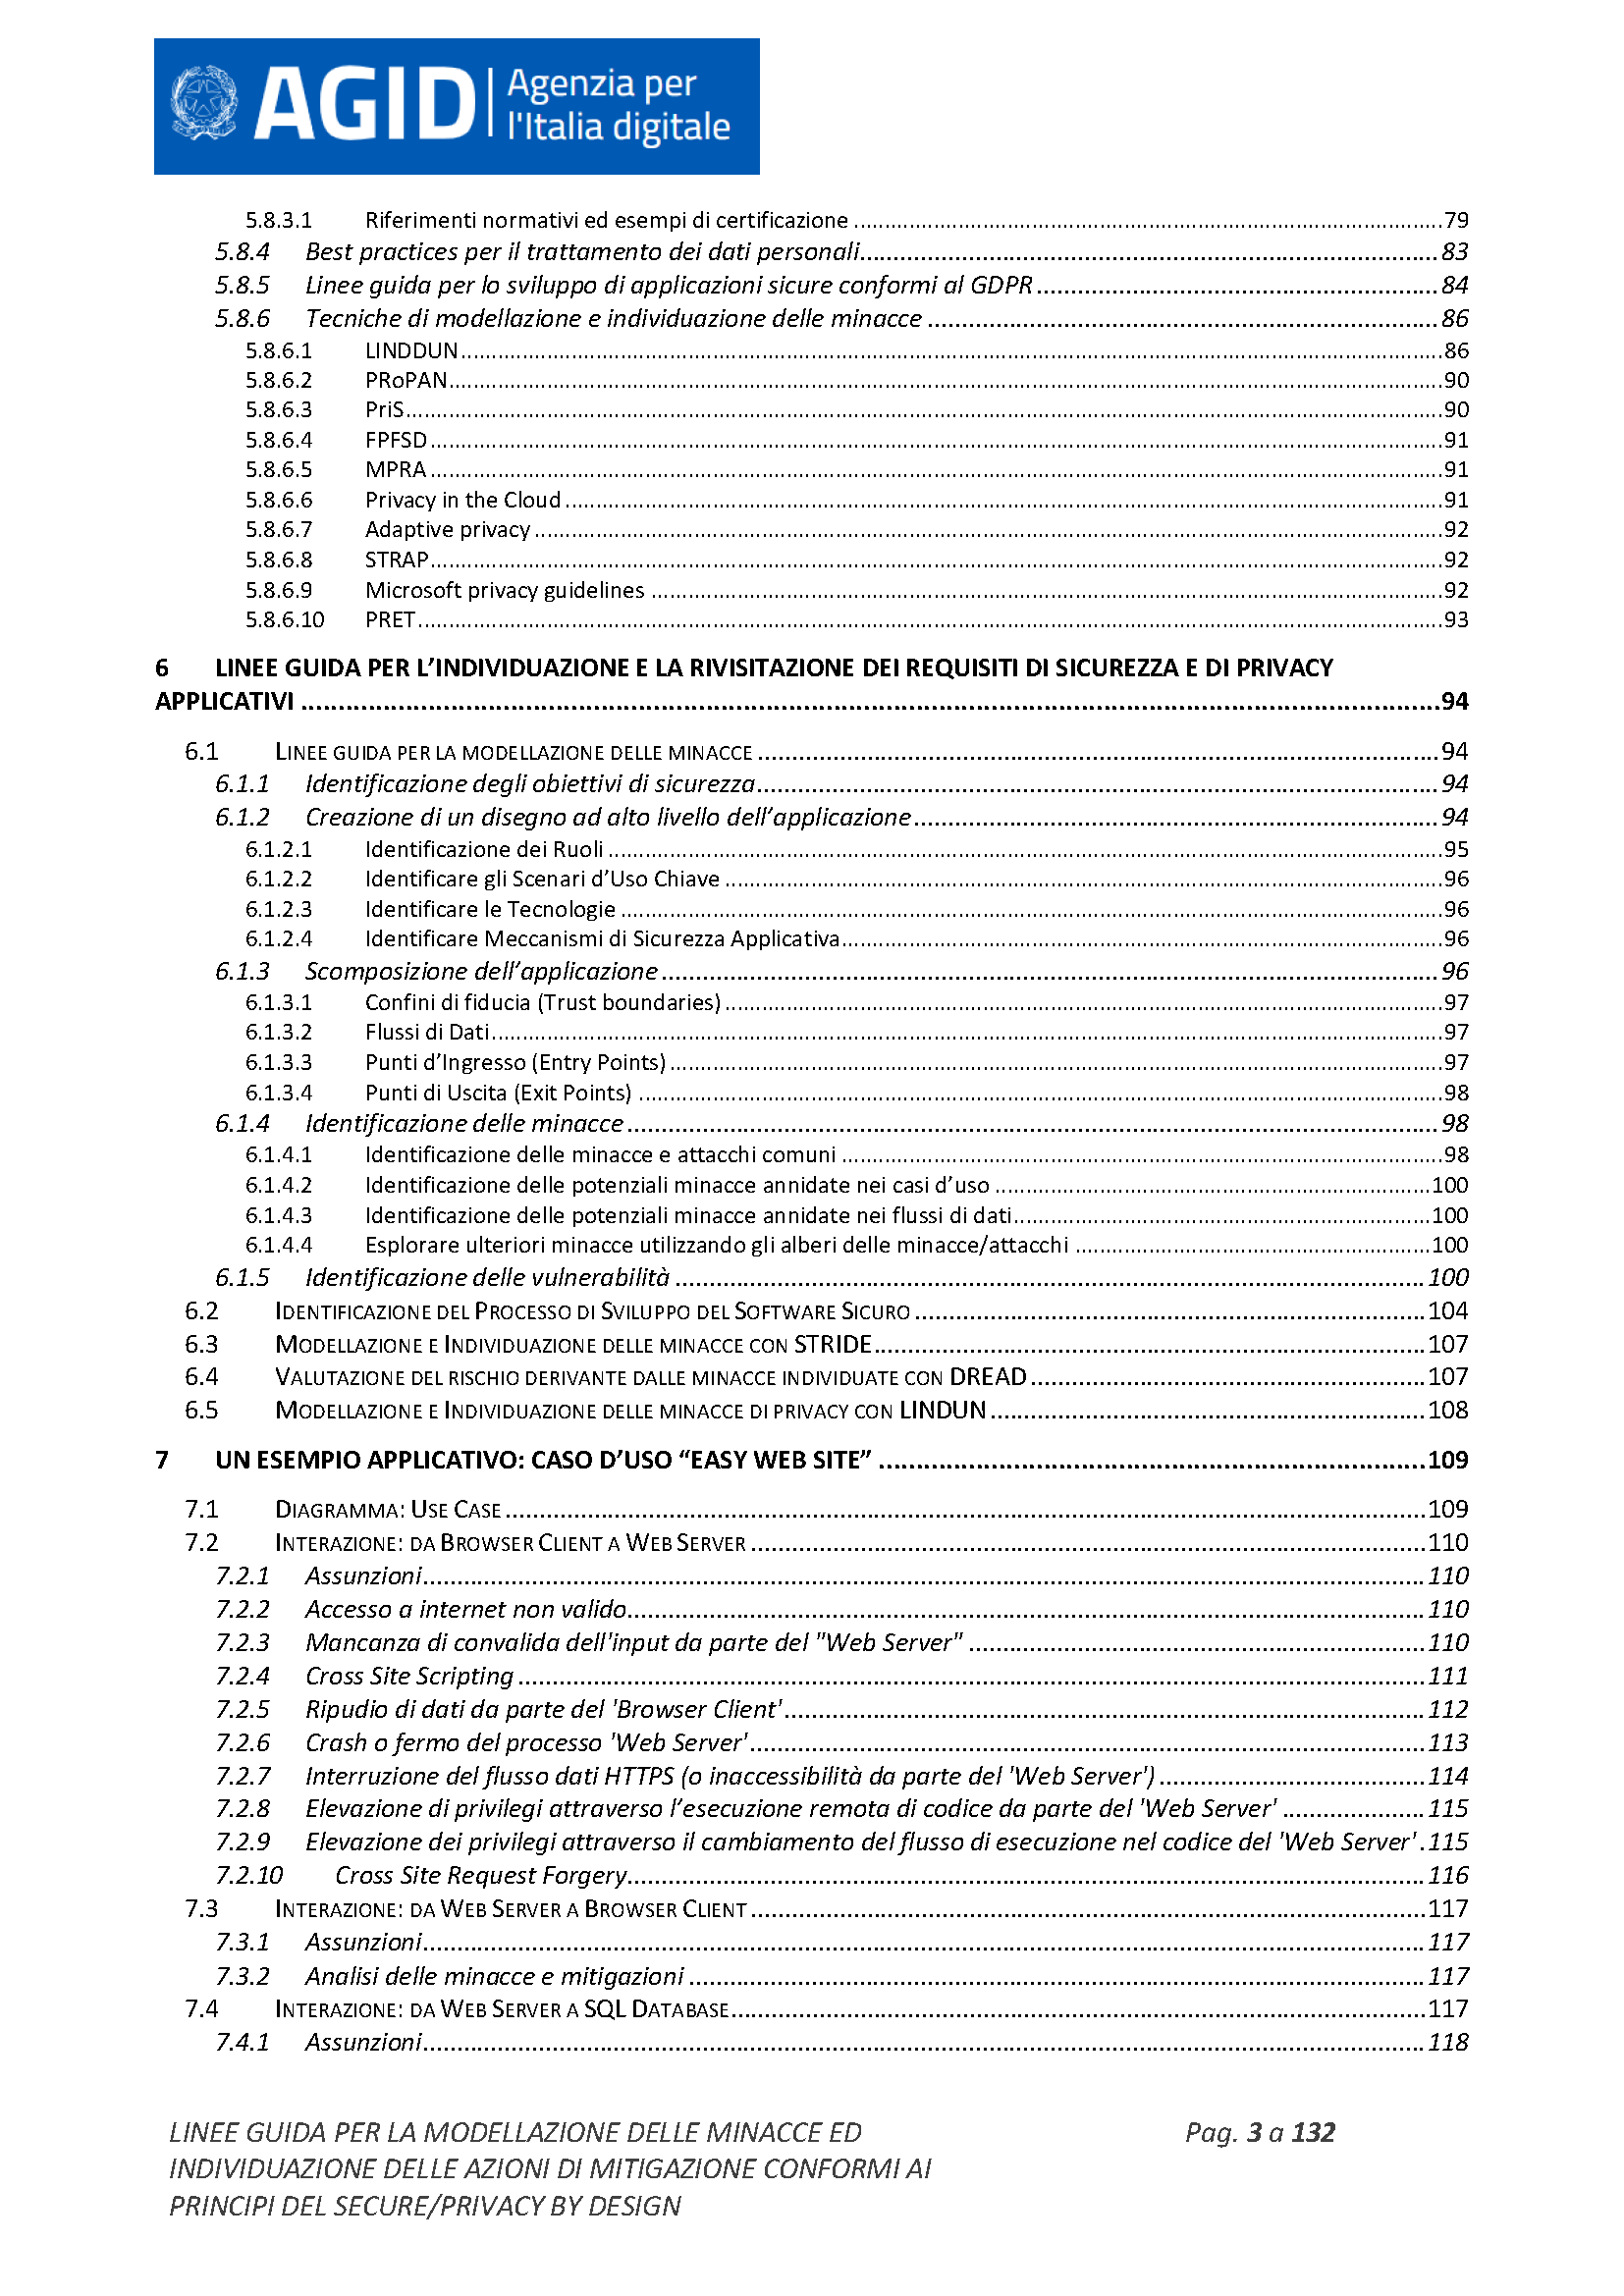 AGID Agenzia per
l'Italia digitale
5.8.3.1 Riferimenti normativi ed esempi di certificazione 79
5.8.4 Best practices per il trattamento dei dati personali 83
5.8.5 Linee guida per lo sviluppo di applicazioni sicure conformi al GDPR 84
5.8.6 Tecniche di modellazione e individuazione delle minacce 86
5.8.6.1 LINDDUN 86
5.8.6.2 PRoPAN 90
5.8.6.3 PriS 90
5.8.6.4 FPFSD 91
5.8.6.5 MPRA 91
5.8.6.6 Privacy in the Cloud 91
5.8.6.7 Adaptive privacy 92
5.8.6.8 STRAP 92
5.8.6.9 Microsoft privacy guidelines 92
5.8.6.10 PRET 93
6 LINEE GUIDA PER L’INDIVIDUAZIONE E LA RIVISITAZIONE DEI REQUISITI DI SICUREZZA E DI PRIVACY
APPLICATIVI 94
6.1 LINEE GUIDA PER LA MODELLAZIONE DELLE MINACCE 94
6.1.1 Identificazione degli obiettivi di sicurezza 94
6.1.2 Creazione di un disegno ad alto livello dell’applicazione 94
6.1.2.1 Identificazione dei Ruoli 95
6.1.2.2 Identificare gli Scenari d’Uso Chiave 96
6.1.2.3 Identificare le Tecnologie 96
6.1.2.4 Identificare Meccanismi di Sicurezza Applicativa 96
6.1.3 Scomposizione dell’applicazione 96
6.1.3.1 Confini di fiducia (Trust boundaries) 97
6.1.3.2 Flussi di Dati 97
6.1.3.3 Punti d’Ingresso (Entry Points) 97
6.1.3.4 Punti di Uscita (Exit Points) 98
6.1.4 Identificazione delle minacce 98
6.1.4.1 Identificazione delle minacce e attacchi comuni 98
6.1.4.2 Identificazione delle potenziali minacce annidate nei casi d’uso 100
6.1.4.3 Identificazione delle potenziali minacce annidate nei flussi di dati 100
6.1.4.4 Esplorare ulteriori minacce utilizzando gli alberi delle minacce/attacchi 100
6.1.5 Identificazione delle vulnerabilità 100
6.2 IDENTIFICAZIONE DEL PROCESSO DI SVILUPPO DEL SOFTWARE SICURO 104
6.3 MODELLAZIONE E INDIVIDUAZIONE DELLE MINACCE CON STRIDE 107
6.4 VALUTAZIONE DEL RISCHIO DERIVANTE DALLE MINACCE INDIVIDUATE CON DREAD 107
6.5 MODELLAZIONE E INDIVIDUAZIONE DELLE MINACCE DI PRIVACY CON LINDUN 108
7 UN ESEMPIO APPLICATIVO: CASO D’USO “EASY WEB SITE” 109
7.1 DIAGRAMMA: USE CASE 109
7.2 INTERAZIONE: DA BROWSER CLIENT A WEB SERVER 110
7.2.1 Assunzioni 110
7.2.2 Accesso a internet non valido 110
7.2.3 Mancanza di convalida dell'input da parte del "Web Server" 110
7.2.4 Cross Site Scripting 111
7.2.5 Ripudio di dati da parte del 'Browser Client' 112
7.2.6 Crash o fermo del processo 'Web Server' 113
7.2.7 Interruzione del flusso dati HTTPS (o inaccessibilità da parte del 'Web Server') 114
7.2.8 Elevazione di privilegi attraverso l’esecuzione remota di codice da parte del 'Web Server' 115
7.2.9 Elevazione dei privilegi attraverso il cambiamento del flusso di esecuzione nel codice del 'Web Server' 115
7.2.10 Cross Site Request Forgery 116
7.3 INTERAZIONE: DA WEB SERVER A BROWSER CLIENT 117
7.3.1 Assunzioni 117
7.3.2 Analisi delle minacce e mitigazioni 117
7.4 INTERAZIONE: DA WEB SERVER A SQL DATABASE 117
7.4.1 Assunzioni 118
LINEE GUIDA PER LA MODELLAZIONE DELLE MINACCE ED Pag. 3 a 132
INDIVIDUAZIONE DELLE AZIONI DI MITIGAZIONE CONFORMI AI
PRINCIPI DEL SECURE/PRIVACY BY DESIGN